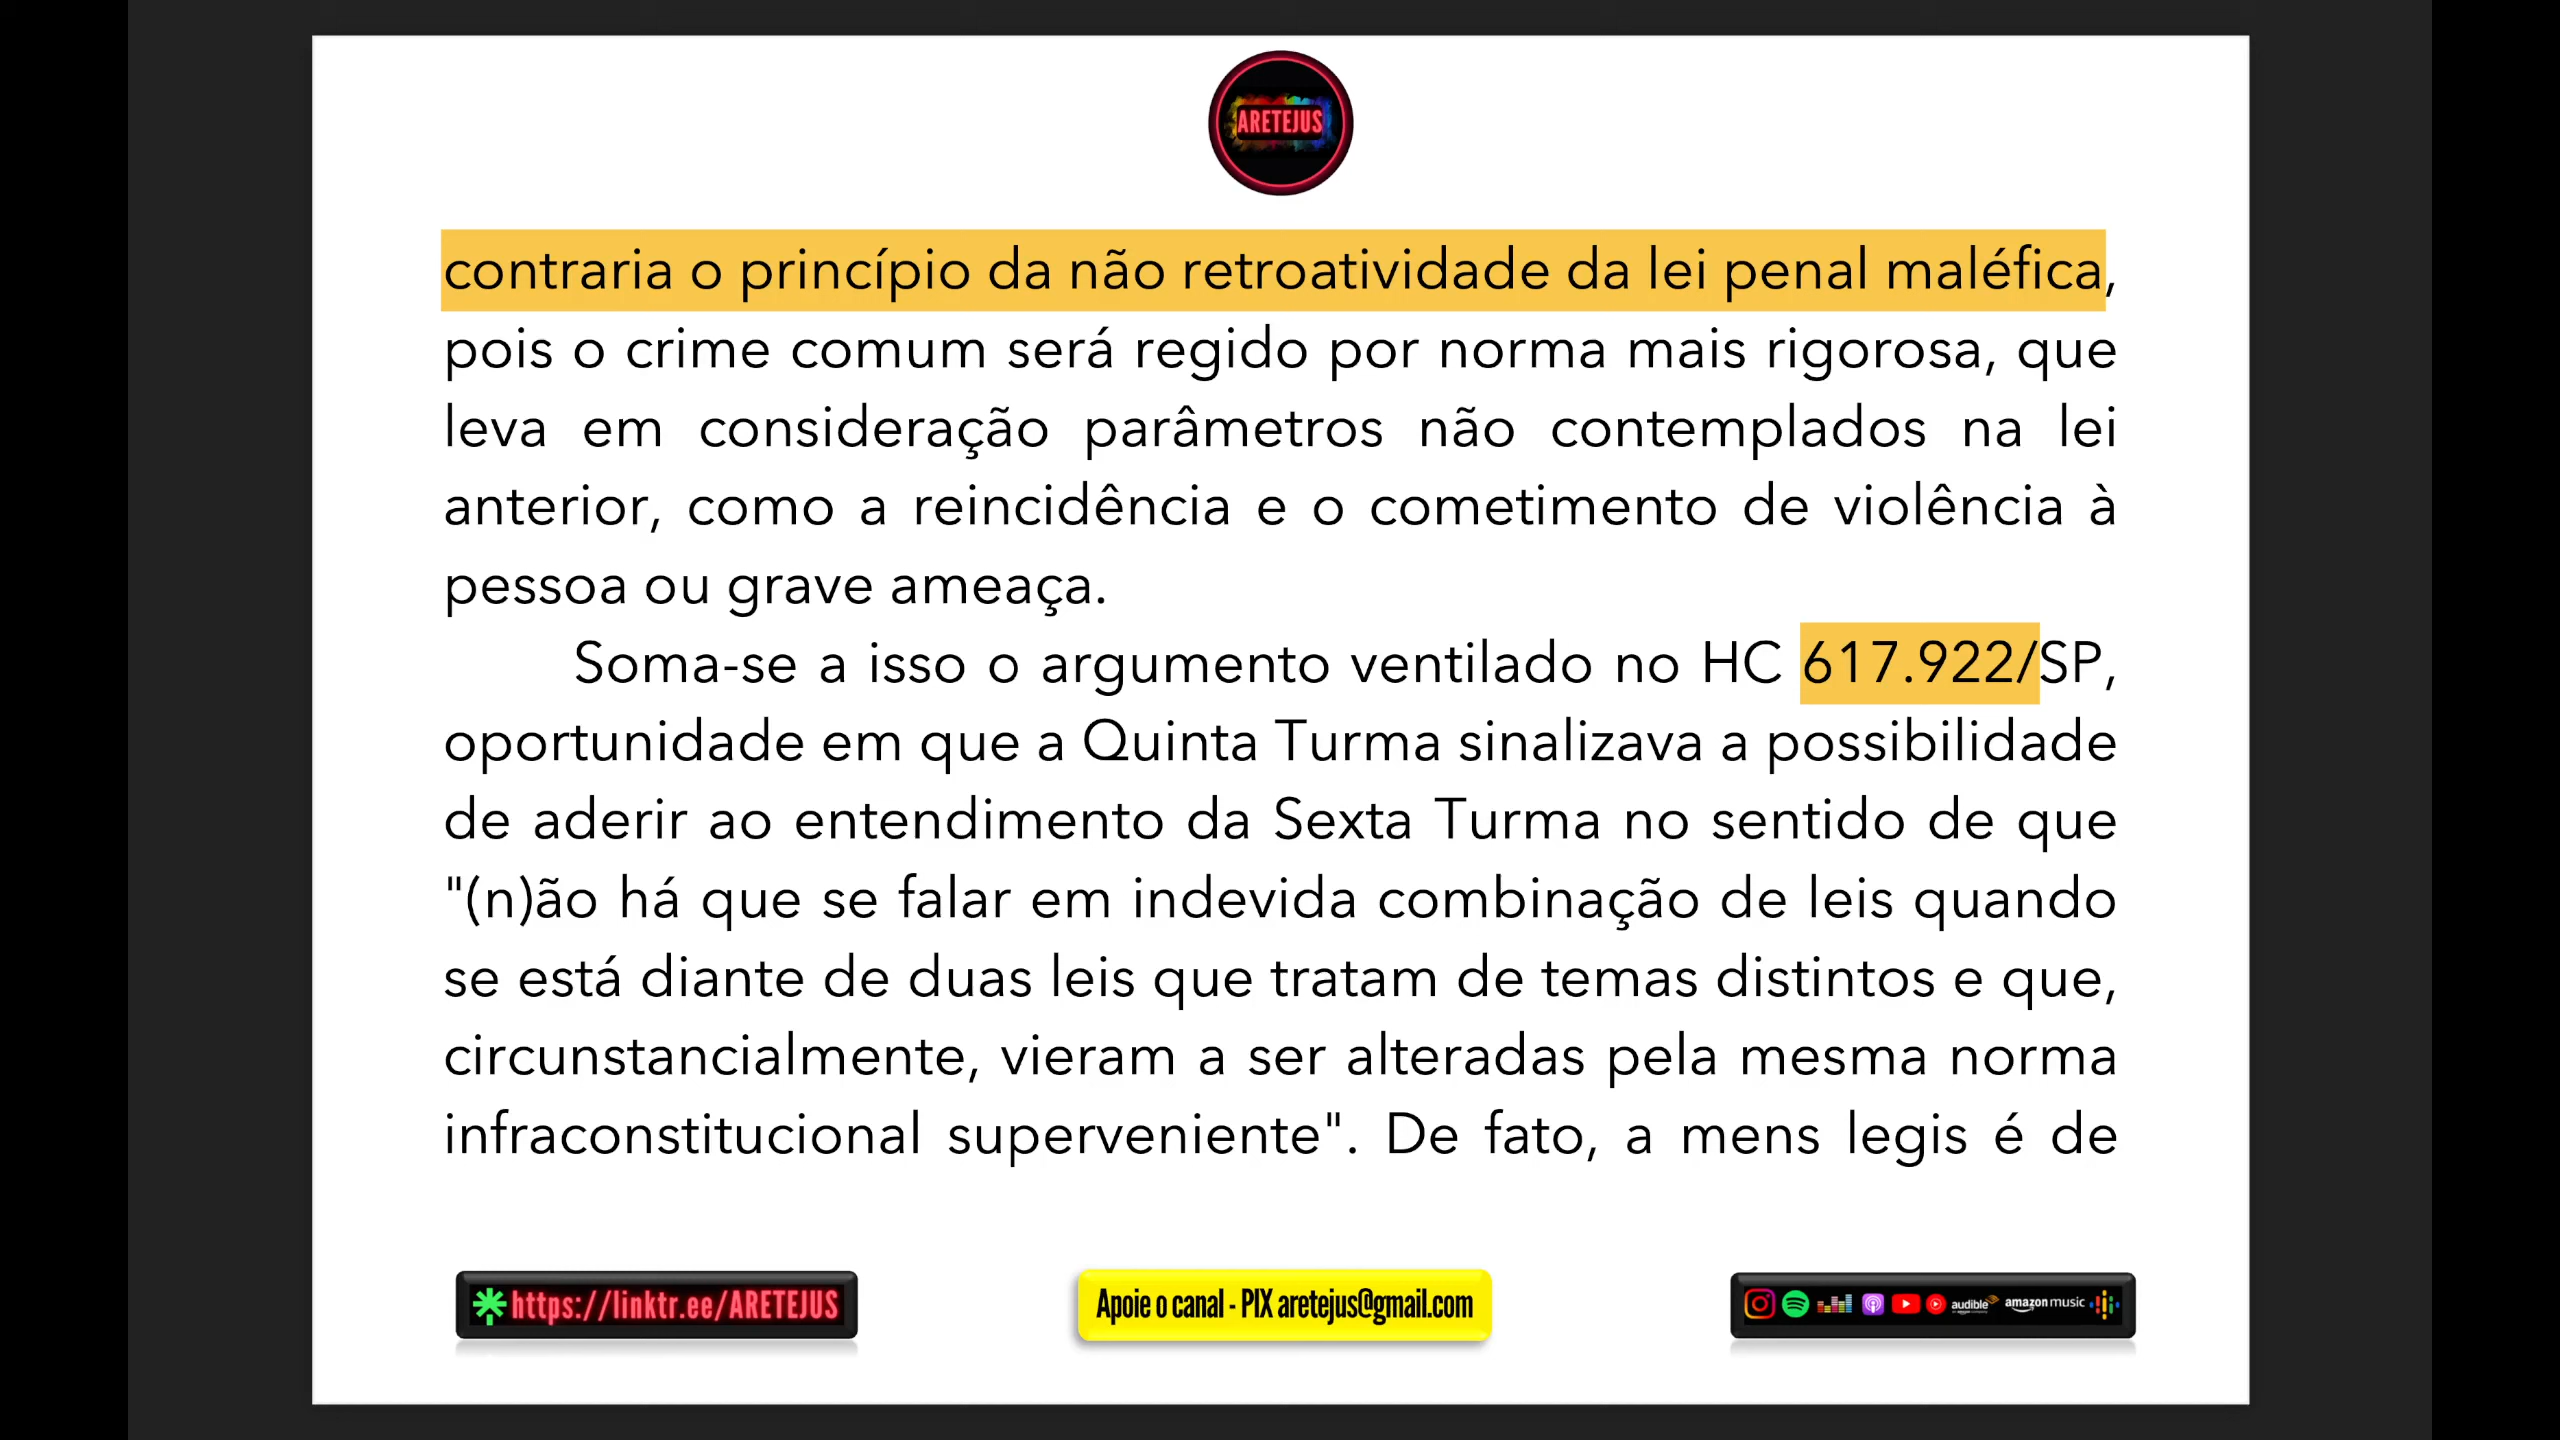 ARETEJUS
contraria o princípio da não retroatividade da lei penal maléfica,
pois o crime comum será regido por norma mais rigorosa, que
leva em consideração parâmetros não contemplados na lei
anterior, como a reincidência e o cometimento de violência à
pessoa ou grave ameaça.
Soma-se a isso o argumento ventilado no HC 617.922/SP,
oportunidade em que a Quinta Turma sinalizava a possibilidade
de aderir ao entendimento da Sexta Turma no sentido de que
"(n)ão há que se falar em indevida combinação de leis quando
se está diante de duas leis que tratam de temas distintos e que,
circunstancialmente, vieram a ser alteradas pela mesma norma
infraconstitucional superveniente". De fato, a mens legis é de
https://linktr.ee/ARETEJUS
Apoie o canal - PIX aretejus@gmail.com
audible amazon music